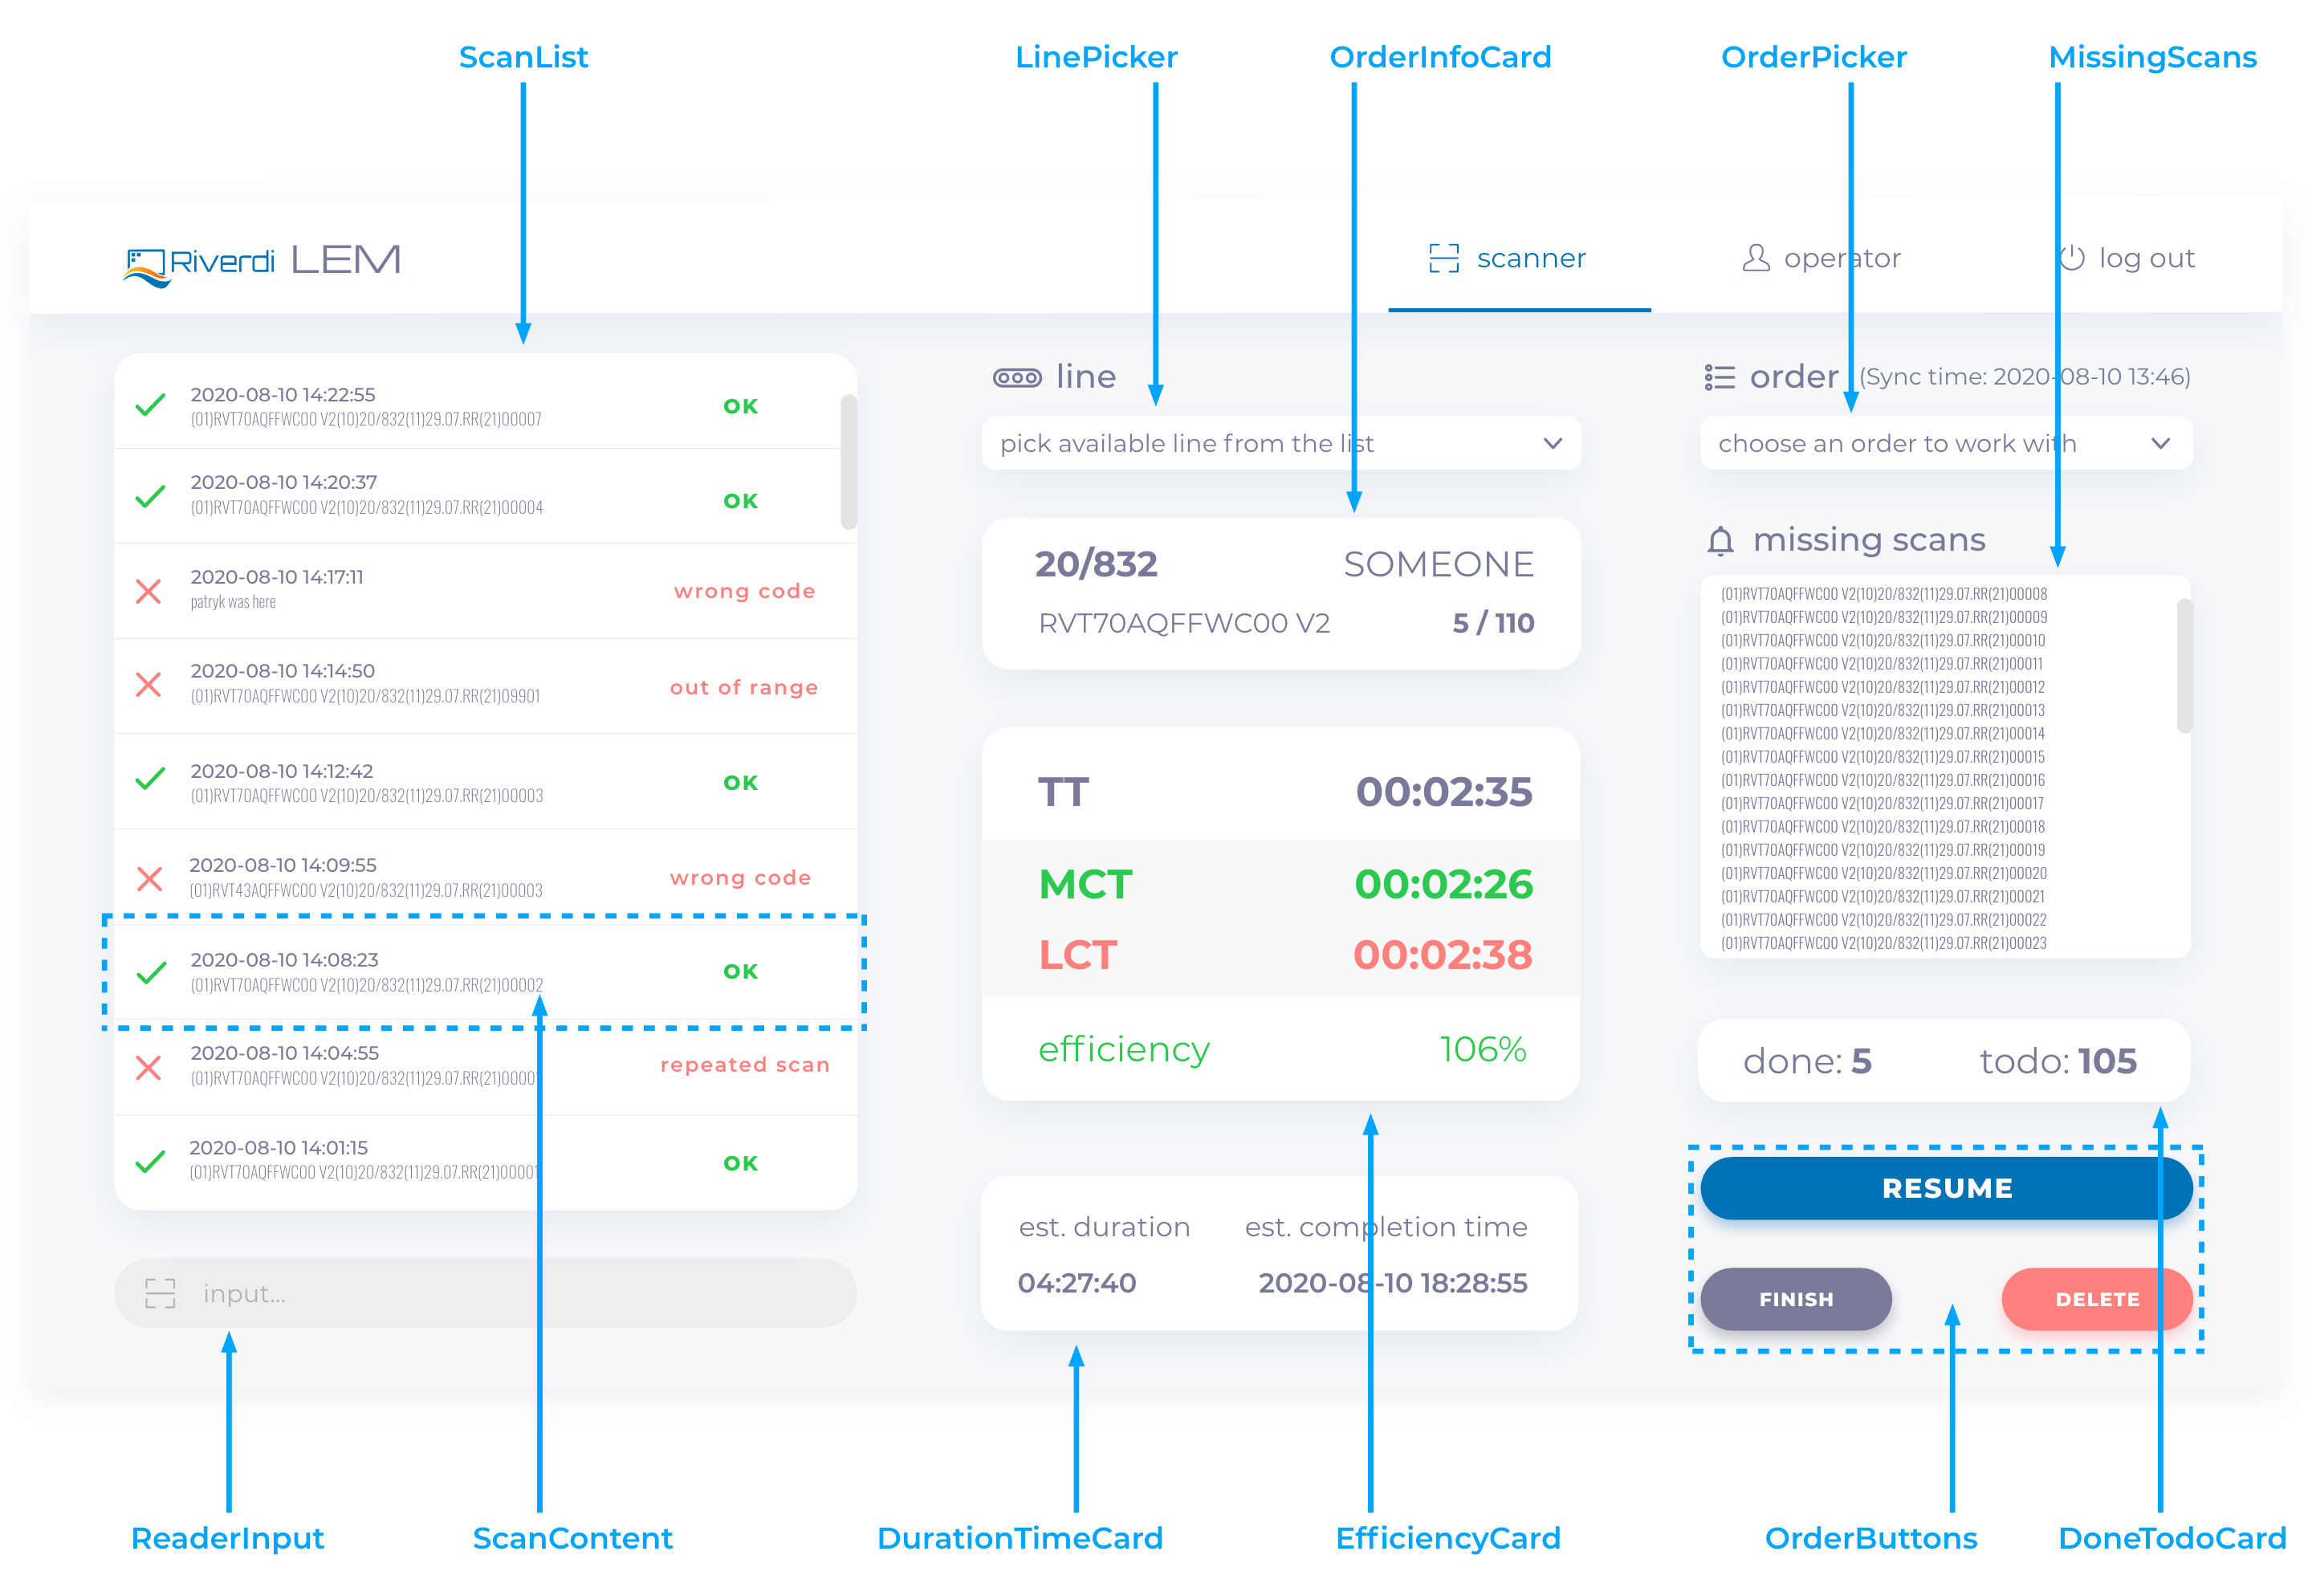 ScanList
LinePicker
OrderInfoCard
OrderPicker
MissingScans
Riverdi LEM
scanner
operator
log out
2020-08-10 14:22:55
(01)RVT70AQFFWC00 V2(10)20/832(11)29.07.RR(21)00007
OK
2020-08-10 14:20:37
(01)RVT70AQFFWC00 V2(10)20/832(11)29.07.RR(21)00004
OK
2020-08-10 14:17:11
patryk was here
wrong code
2020-08-10 14:14:50
(01)RVT70AQFFWC00 V2(10)20/832(11)29.07.RR(21)09901
out of range
2020-08-10 14:12:42
(01)RVT70AQFFWC00 V2(10)20/832(11)29.07.RR(21)00003
OK
2020-08-10 14:09:55
(01)RVT43AQFFWC00 V2(10)20/832(11)29.07.RR(21)00003
wrong code
2020-08-10 14:08:23
(01)RVT70AQFFWC00 V2(10)20/832(11)29.07.RR(21)00002
OK
2020-08-10 14:04:55
(01)RVT70AQFFWC00 V2(10)20/832(11)29.07.RR(21)00001
repeated scan
2020-08-10 14:01:15
(01)RVT70AQFFWC00 V2(10)20/832(11)29.07.RR(21)00001
OK
input...
line
pick available line from the list
20/832
SOMEONE
RVT70AQFFWC00 V2
5 / 110
TT 00:02:35
MCT 00:02:26
LCT 00:02:38
efficiency 106%
est. duration
est. completion time
04:27:40
2020-08-10 18:28:55
order (Sync time: 2020-08-10 13:46)
choose an order to work with
missing scans
(01)RVT70AQFFWC00 V2(10)20/832(11)29.07.RR(21)00008
(01)RVT70AQFFWC00 V2(10)20/832(11)29.07.RR(21)00009
(01)RVT70AQFFWC00 V2(10)20/832(11)29.07.RR(21)00010
(01)RVT70AQFFWC00 V2(10)20/832(11)29.07.RR(21)00011
(01)RVT70AQFFWC00 V2(10)20/832(11)29.07.RR(21)00012
(01)RVT70AQFFWC00 V2(10)20/832(11)29.07.RR(21)00013
(01)RVT70AQFFWC00 V2(10)20/832(11)29.07.RR(21)00014
(01)RVT70AQFFWC00 V2(10)20/832(11)29.07.RR(21)00015
(01)RVT70AQFFWC00 V2(10)20/832(11)29.07.RR(21)00016
(01)RVT70AQFFWC00 V2(10)20/832(11)29.07.RR(21)00017
(01)RVT70AQFFWC00 V2(10)20/832(11)29.07.RR(21)00018
(01)RVT70AQFFWC00 V2(10)20/832(11)29.07.RR(21)00019
(01)RVT70AQFFWC00 V2(10)20/832(11)29.07.RR(21)00020
(01)RVT70AQFFWC00 V2(10)20/832(11)29.07.RR(21)00021
(01)RVT70AQFFWC00 V2(10)20/832(11)29.07.RR(21)00022
(01)RVT70AQFFWC00 V2(10)20/832(11)29.07.RR(21)00023
done: 5
todo: 105
RESUME
FINISH
DELETE
ReaderInput
ScanContent
DurationTimeCard
EfficiencyCard
OrderButtons
DoneTodoCard